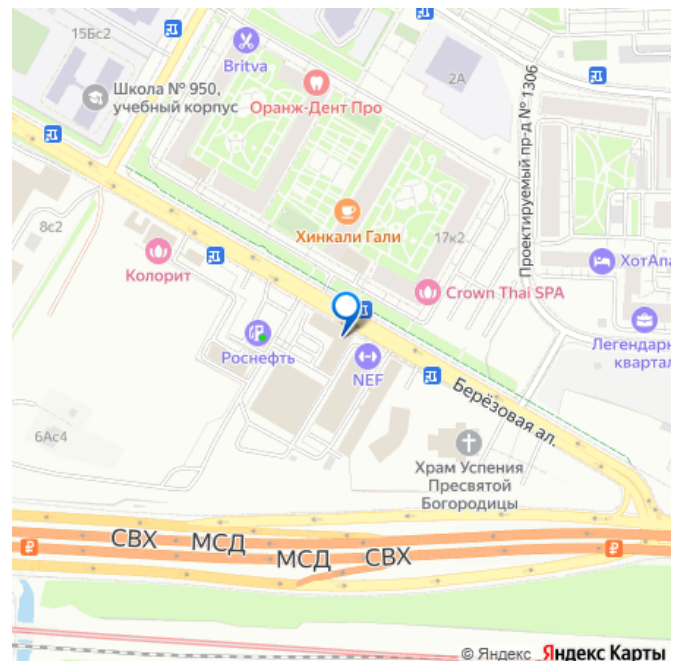 15Бс2
Britva
2А
Школа № 950,
учебный корпус
Оранж-Дент Про
Проектируемый пр-д № 1306
8с2
Хинкали Гали
17к2
Колорит
ХотАпа
Crown Thai SPA
Роснефть
NEF
Легендарн
квартал
Берёзовая ал.
6Ас4
Храм Успения
Пресвятой
Богородицы
СВХ МСД МСД СВХ
© Яндекс Яндекс Карты